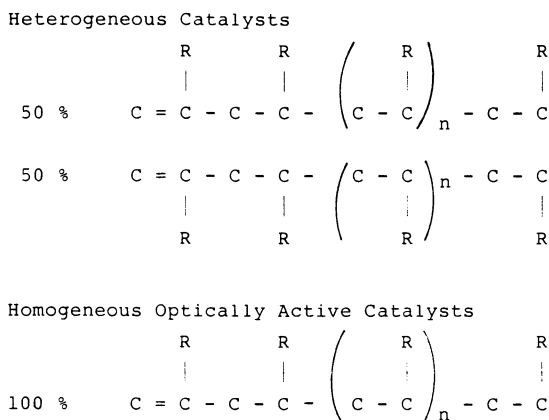 Heterogeneous Catalysts
R R R R
50 % C = C - C - C - (C - C)n - C - C
50 % C = C - C - C - (C - C)n - C - C
R R R R
Homogeneous Optically Active Catalysts
R R R R
100 % C = C - C - C - (C - C)n - C - C